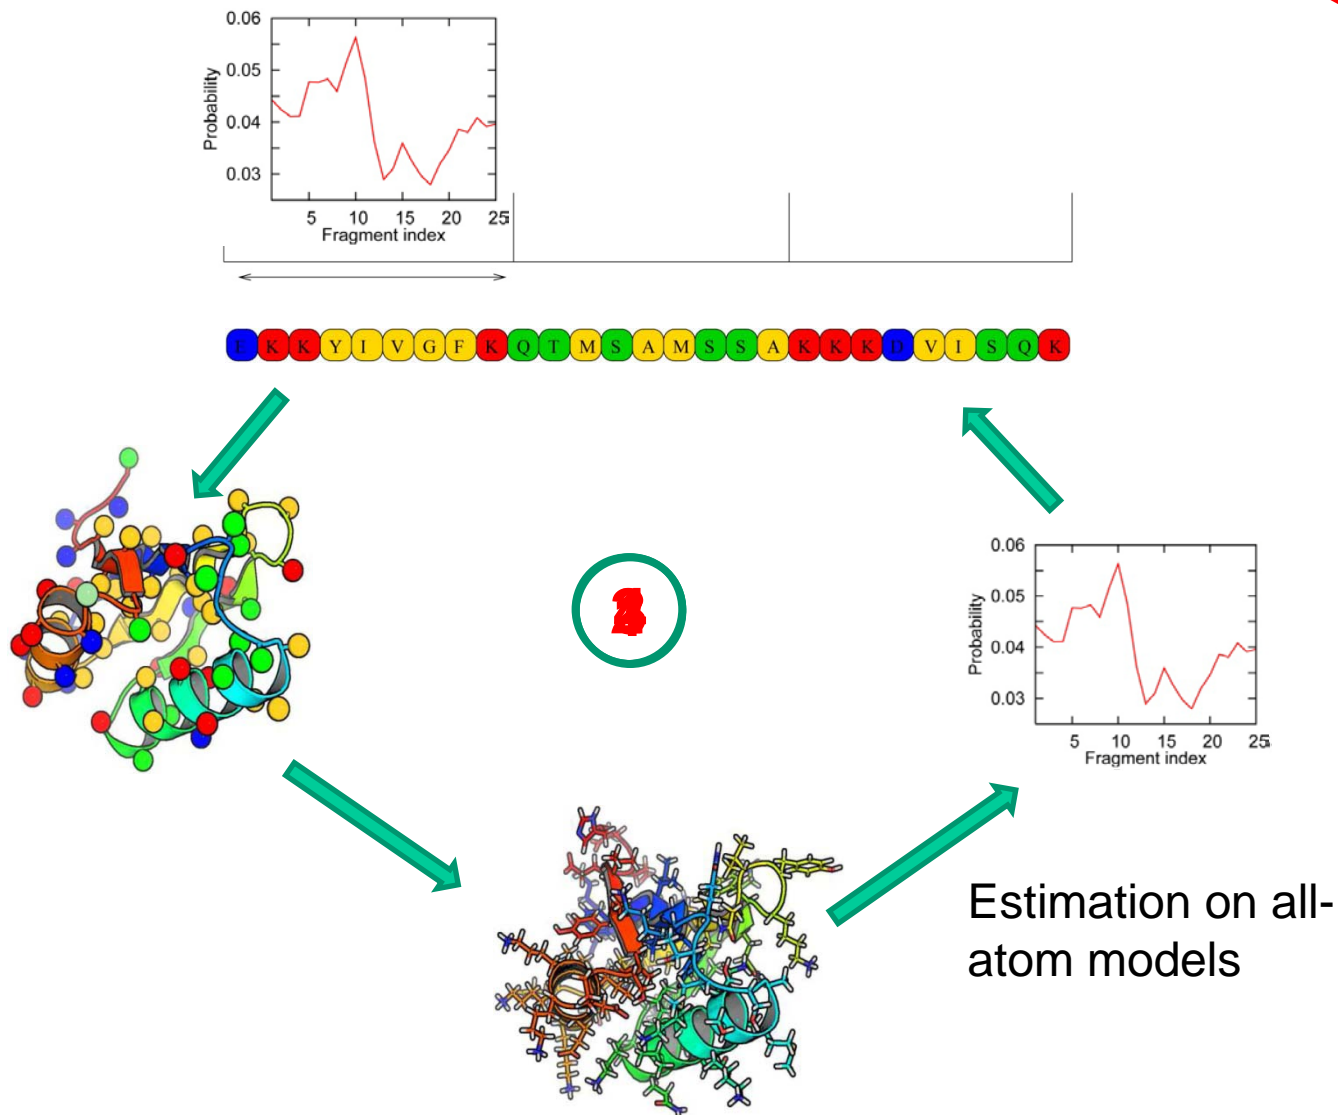 0.06
0.05
0.04
0.03
Probability
5 10 15 20 25
Fragment index
E K K Y I V G F K Q T M S A M S S A K K K D V I S Q K
0.06
0.05
0.04
0.03
Probability
5 10 15 20 25
Fragment index
Estimation on all-
atom models